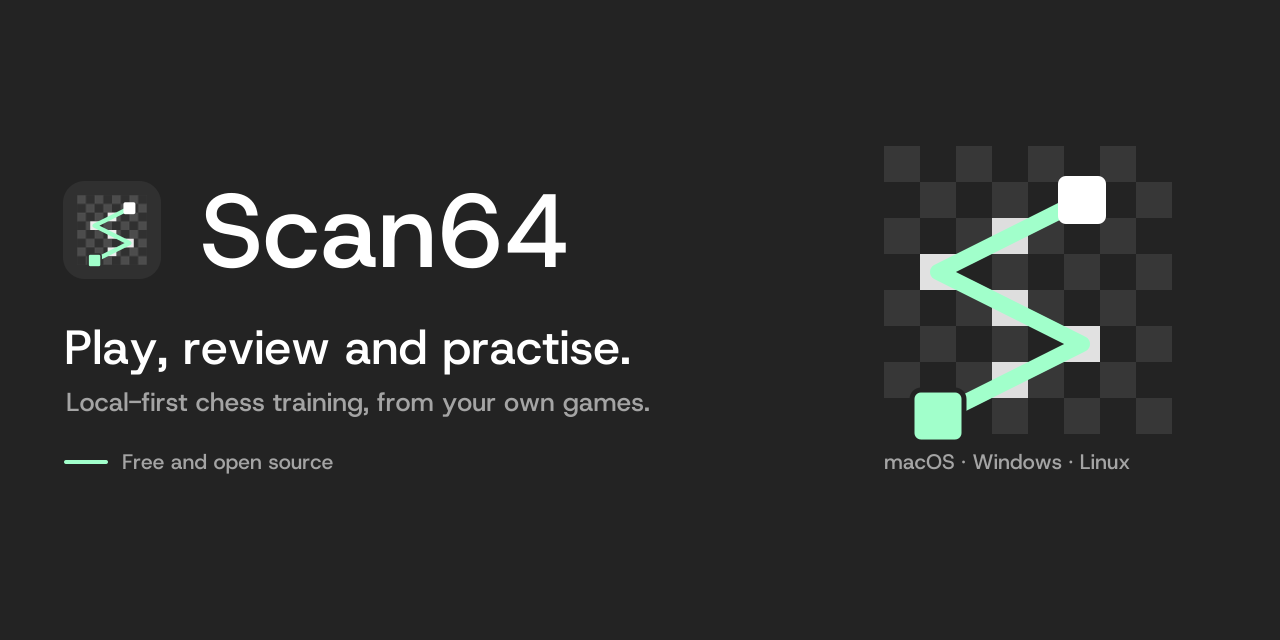 Scan64
Play, review and practise.
Local-first chess training, from your own games.
Free and open source
macOS · Windows · Linux